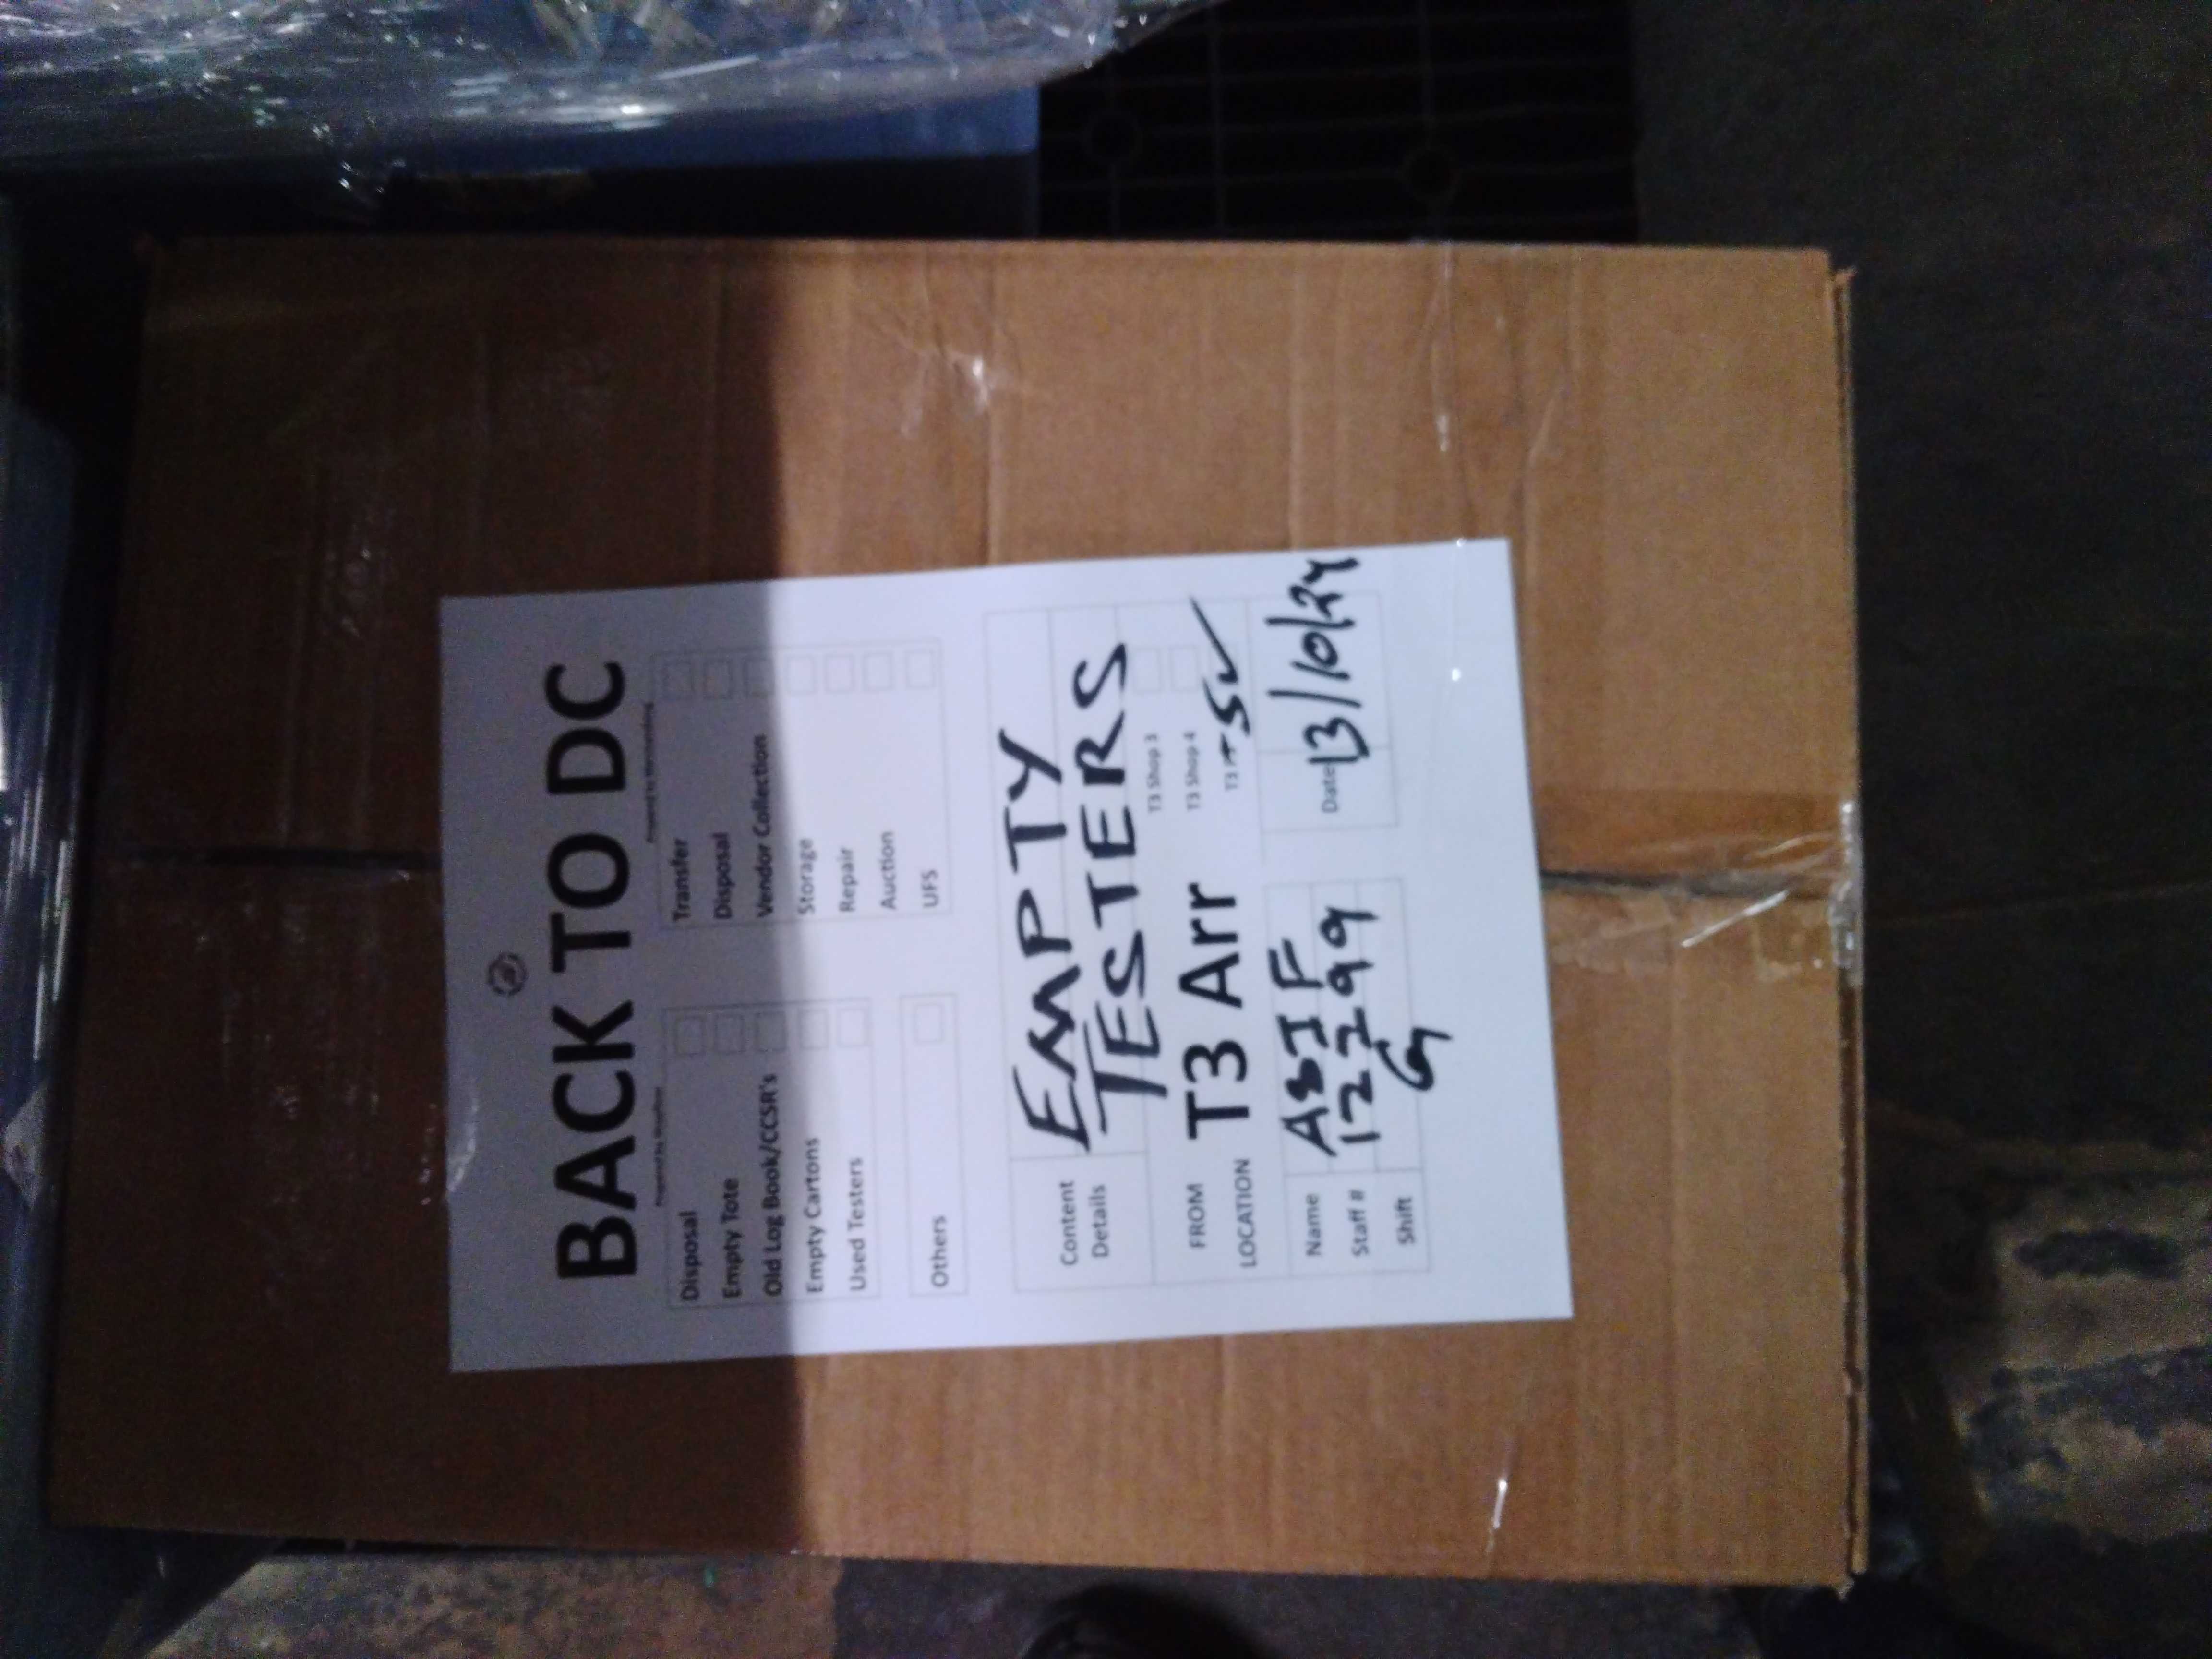 BACK TO DC
Disposal
Empty Tote
Old Log Book/CCSR's
Empty Cartons
Used Testers
Others
Transfer
Disposal
Vendor Collection
Storage
Repair
Auction
UFS
Content Details
EMPTY
TESTERS
FROM LOCATION
T3 Arr
T3 Shop 3
T3 Shop 4
T3
Name ASIF
Staff # 12299
Shift G
Date 13/10/24